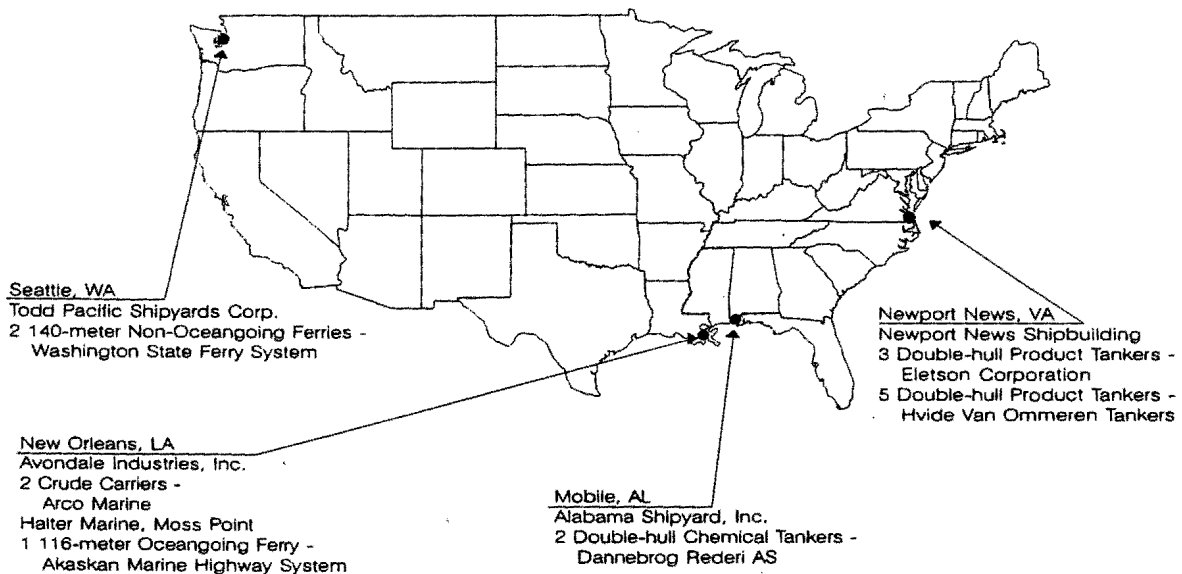 Seattle, WA
Todd Pacific Shipyards Corp.
2 140-meter Non-Oceangoing Ferries -
Washington State Ferry System
New Orleans, LA
Avondale Industries, Inc.
2 Crude Carriers -
Arco Marine
Halter Marine, Moss Point
1 116-meter Oceangoing Ferry -
Akaskan Marine Highway System
Mobile, AL
Alabama Shipyard, Inc.
2 Double-hull Chemical Tankers -
Dannebrog Rederi AS
Newport News, VA
Newport News Shipbuilding
3 Double-hull Product Tankers -
Eletson Corporation
5 Double-hull Product Tankers -
Hvide Van Ommeren Tankers